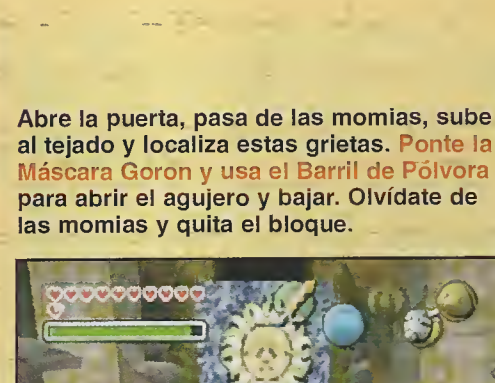 Abre la puerta, pasa de las momias, sube
al tejado y localiza estas grietas. Ponte la
Máscara Goron y usa el Barril de Pólvora
para abrir el agujero y bajar. Olvídate de
las momias y quita el bloque.